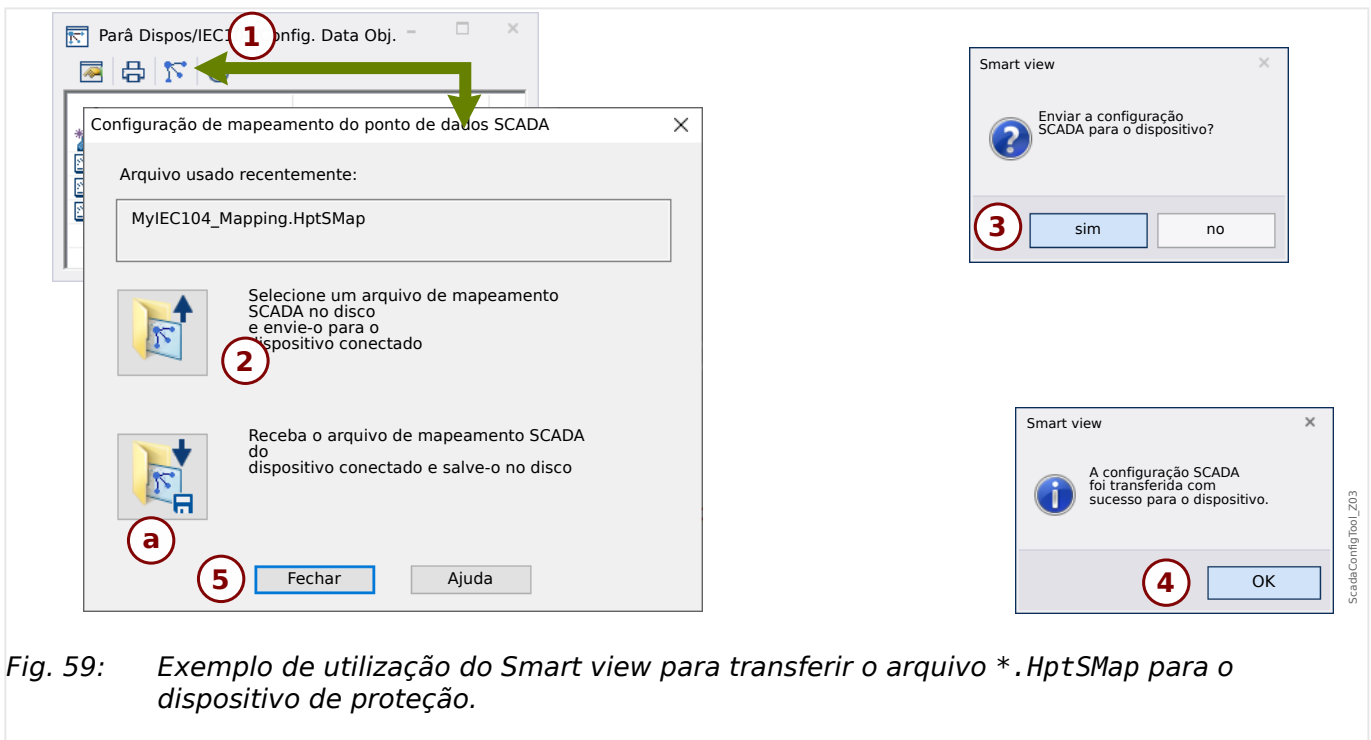 Parâ Dispos/IEC1 onfig. Data Obj.
1
Configuração de mapeamento do ponto de dados SCADA
Arquivo usado recentemente:
MyIEC104_Mapping.HptSMap
Selecione um arquivo de mapeamento
SCADA no disco
e envie-o para o
dispositivo conectado
2
Receba o arquivo de mapeamento SCADA
do
dispositivo conectado e salve-o no disco
a
5
Fechar
Ajuda
Smart view
Enviar a configuração
SCADA para o dispositivo?
3
sim
no
Smart view
A configuração SCADA
foi transferida com
sucesso para o dispositivo.
4
OK
ScadaConfigTool_Z03
Fig. 59: Exemplo de utilização do Smart view para transferir o arquivo *.HptSMap para o
dispositivo de proteção.